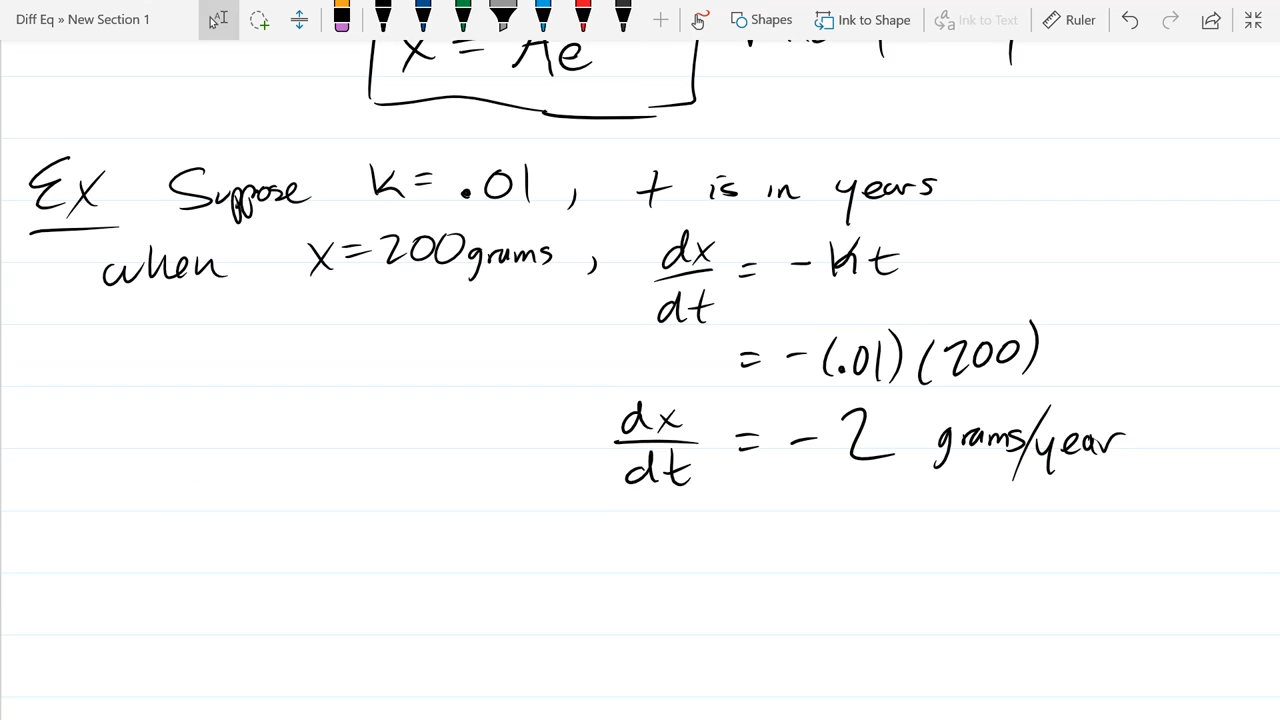 Diff Eq » New Section 1
Shapes
Ink to Shape
Ink to Text
Ruler
x = Ae
Ex Suppose k = .01 , t is in years
when x = 200 grams , dx/dt = - kt
= - (.01) (200)
dx/dt = - 2 grams/year